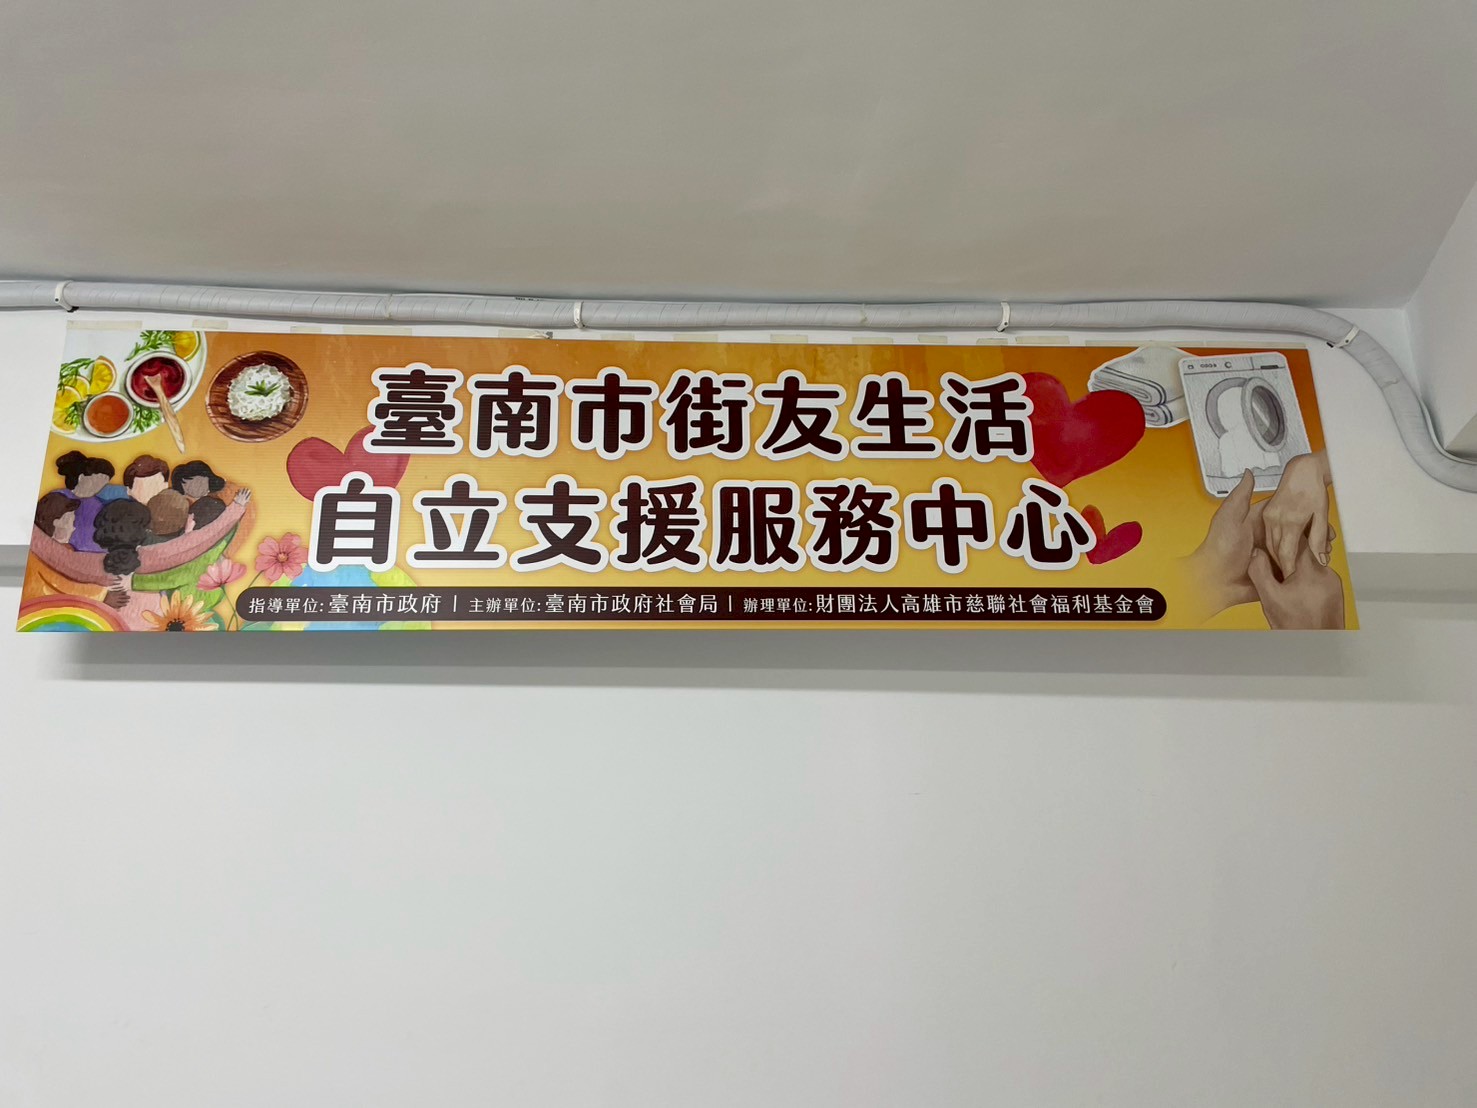 臺南市街友生活
自立支援服務中心
指導單位:臺南市政府 | 主辦單位:臺南市政府社會局 | 辦理單位:財團法人高雄市慈聯社會福利基金會